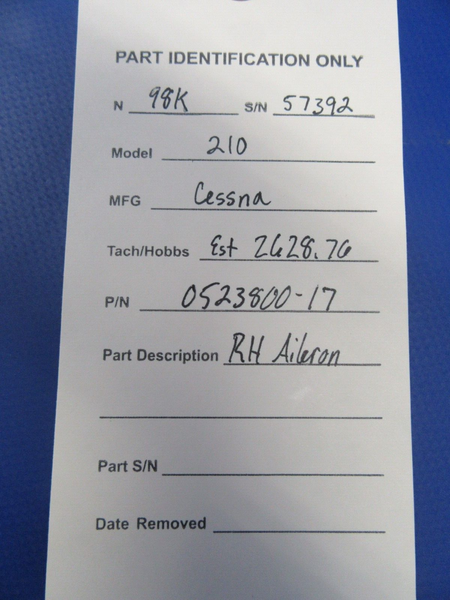 PART IDENTIFICATION ONLY
N 98K S/N 57392
Model 210
MFG Cessna
Tach/Hobbs Est 2628.76
P/N 0523800-17
Part Description RH Aileron
Part S/N
Date Removed